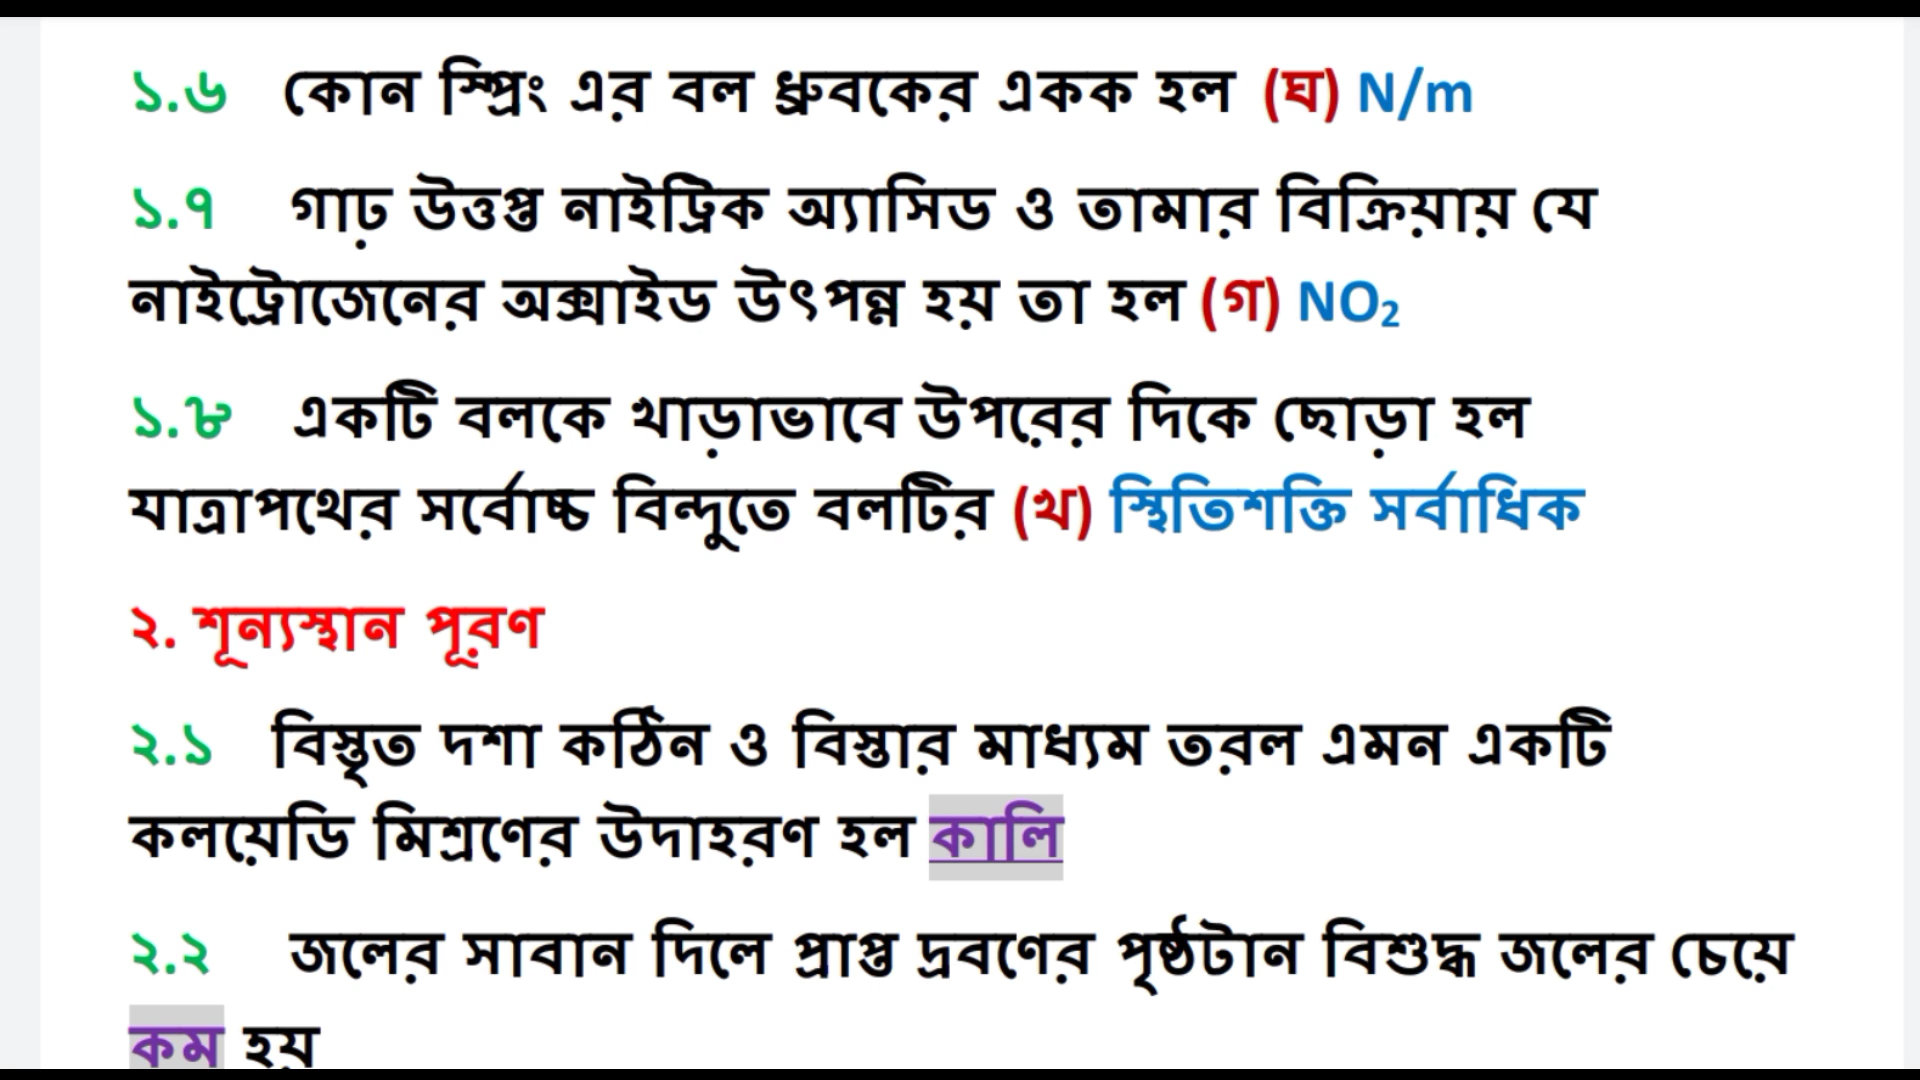 ১.৬ কোন স্প্রিং এর বল ধ্রুবকের একক হল (ঘ) N/m
১.৭ গাঢ় উত্তপ্ত নাইট্রিক অ্যাসিড ও তামার বিক্রিয়ায় যে
নাইট্রোজেনের অক্সাইড উৎপন্ন হয় তা হল (গ) NO₂
১.৮ একটি বলকে খাড়াভাবে উপরের দিকে ছোড়া হল
যাত্রাপথের সর্বোচ্চ বিন্দুতে বলটির (খ) স্থিতিশক্তি সর্বাধিক
২. শূন্যস্থান পূরণ
২.১ বিস্তৃত দশা কঠিন ও বিস্তার মাধ্যম তরল এমন একটি
কলয়েডি মিশ্রণের উদাহরণ হল কালি
২.২ জলের সাবান দিলে প্রাপ্ত দ্রবণের পৃষ্ঠটান বিশুদ্ধ জলের চেয়ে
কম হয়